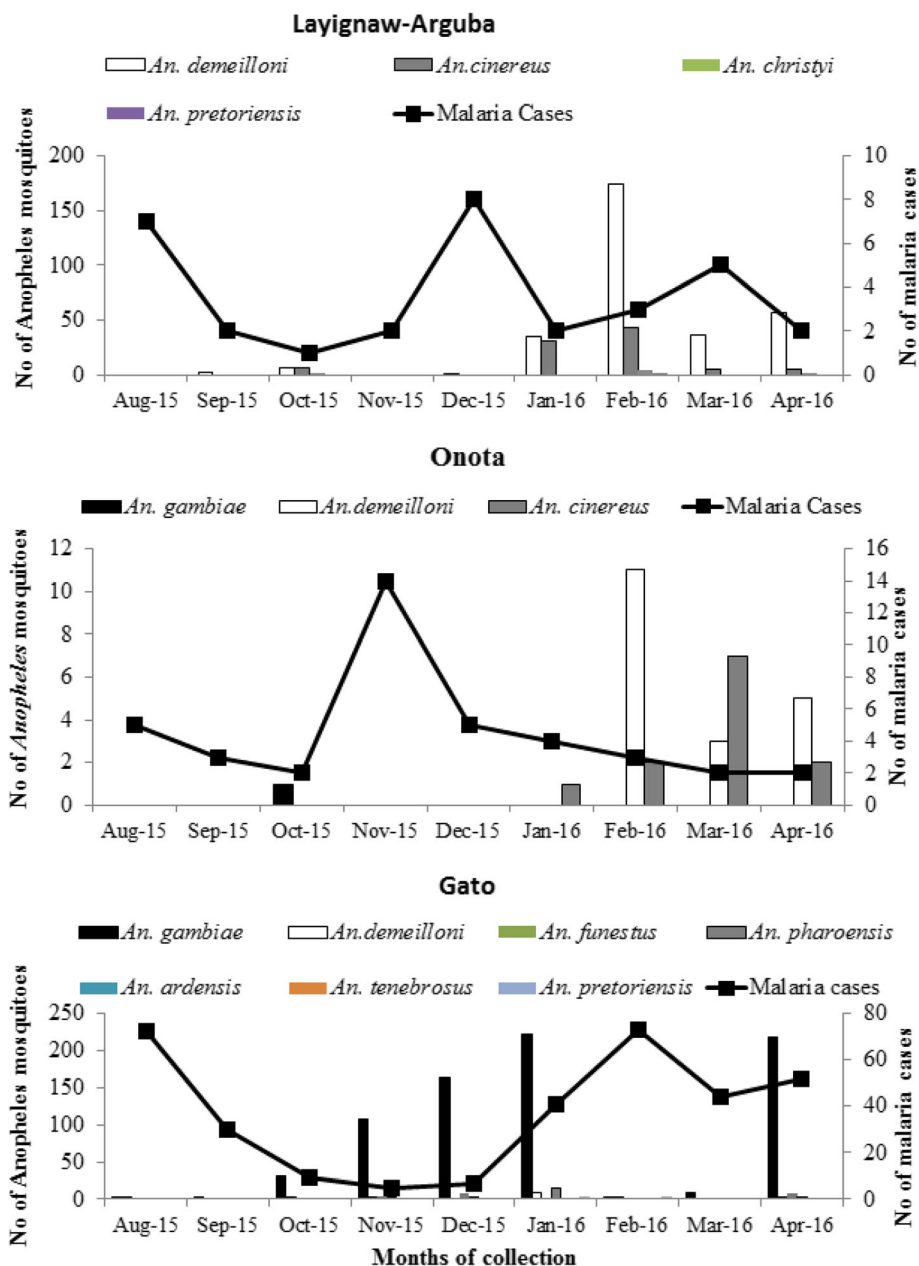 Layignaw-Arguba
An. demeilloni An.cinereus An. christyi
An. pretoriensis Malaria Cases
No of Anopheles mosquitoes
200
150
100
50
0
10
8
6
4
2
0
No of malaria cases
Aug-15 Sep-15 Oct-15 Nov-15 Dec-15 Jan-16 Feb-16 Mar-16 Apr-16
Onota
An. gambiae An.demeilloni An. cinereus Malaria Cases
No of Anopheles mosquitoes
12
10
8
6
4
2
0
16
14
12
10
8
6
4
2
0
No of malaria cases
Aug-15 Sep-15 Oct-15 Nov-15 Dec-15 Jan-16 Feb-16 Mar-16 Apr-16
Gato
An. gambiae An.demeilloni An. funestus An. pharoensis
An. ardensis An. tenebrosus An. pretoriensis Malaria cases
No of Anopheles mosquitoes
250
200
150
100
50
0
80
60
40
20
0
No of malaria cases
Aug-15 Sep-15 Oct-15 Nov-15 Dec-15 Jan-16 Feb-16 Mar-16 Apr-16
Months of collection